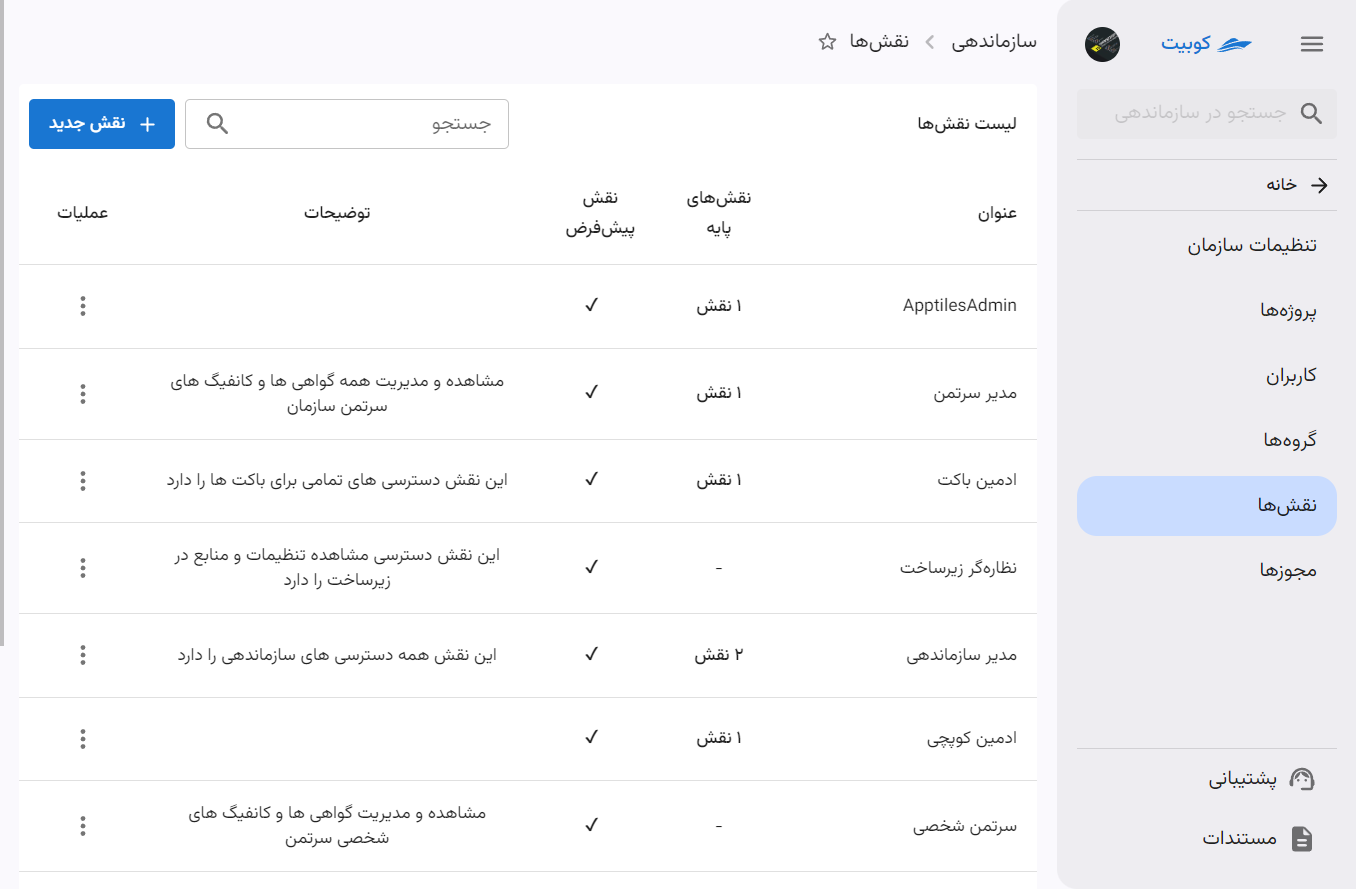 کوبیت
جستجو در سازماندهی
خانه
تنظیمات سازمان
پروژه‌ها
کاربران
گروه‌ها
نقش‌ها
مجوزها
پشتیبانی
مستندات
سازماندهی
نقش‌ها
لیست نقش‌ها
جستجو
نقش جدید
عنوان
نقش‌های
پایه
نقش
پیش‌فرض
توضیحات
عملیات
ApptilesAdmin
۱ نقش
✓
مدیر سرتمن
۱ نقش
✓
مشاهده و مدیریت همه گواهی ها و کانفیگ های
سرتمن سازمان
ادمین باکت
۱ نقش
✓
این نقش دسترسی های تمامی برای باکت ها را دارد
نظاره‌گر زیرساخت
-
✓
این نقش دسترسی مشاهده تنظیمات و منابع در
زیرساخت را دارد
مدیر سازماندهی
۲ نقش
✓
این نقش همه دسترسی های سازماندهی را دارد
ادمین کوپچی
۱ نقش
✓
سرتمن شخصی
-
✓
مشاهده و مدیریت گواهی ها و کانفیگ های
شخصی سرتمن